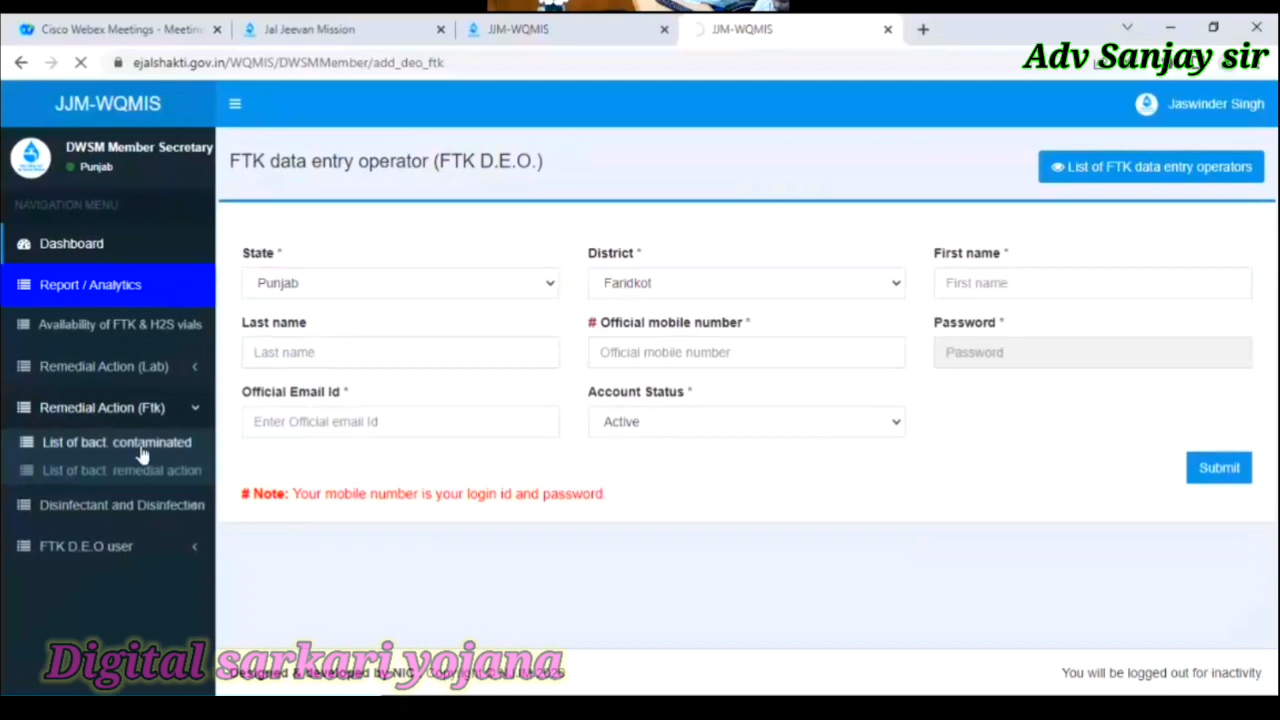 Cisco Webex Meetings - Meetin
Jal Jeevan Mission
JJM-WQMIS
JJM-WQMIS
Adv Sanjay sir
ejalshakti.gov.in/WQMIS/DWSMMember/add_deo_ftk
JJM-WQMIS
Jaswinder Singh
DWSM Member Secretary
Punjab
FTK data entry operator (FTK D.E.O.)
List of FTK data entry operators
NAVIGATION MENU
Dashboard
Report / Analytics
Availability of FTK & H2S vials
Remedial Action (Lab)
Remedial Action (Ftk)
List of bact. contaminated
List of bact. remedial action
Disinfectant and Disinfection
FTK D.E.O user
State *
District *
First name *
Punjab
Faridkot
First name
Last name
# Official mobile number *
Password *
Last name
Official mobile number
Password
Official Email Id *
Account Status *
Enter Official email Id
Active
Submit
# Note: Your mobile number is your login id and password.
Digital sarkari yojana
Designed & developed by NIC
You will be logged out for inactivity.